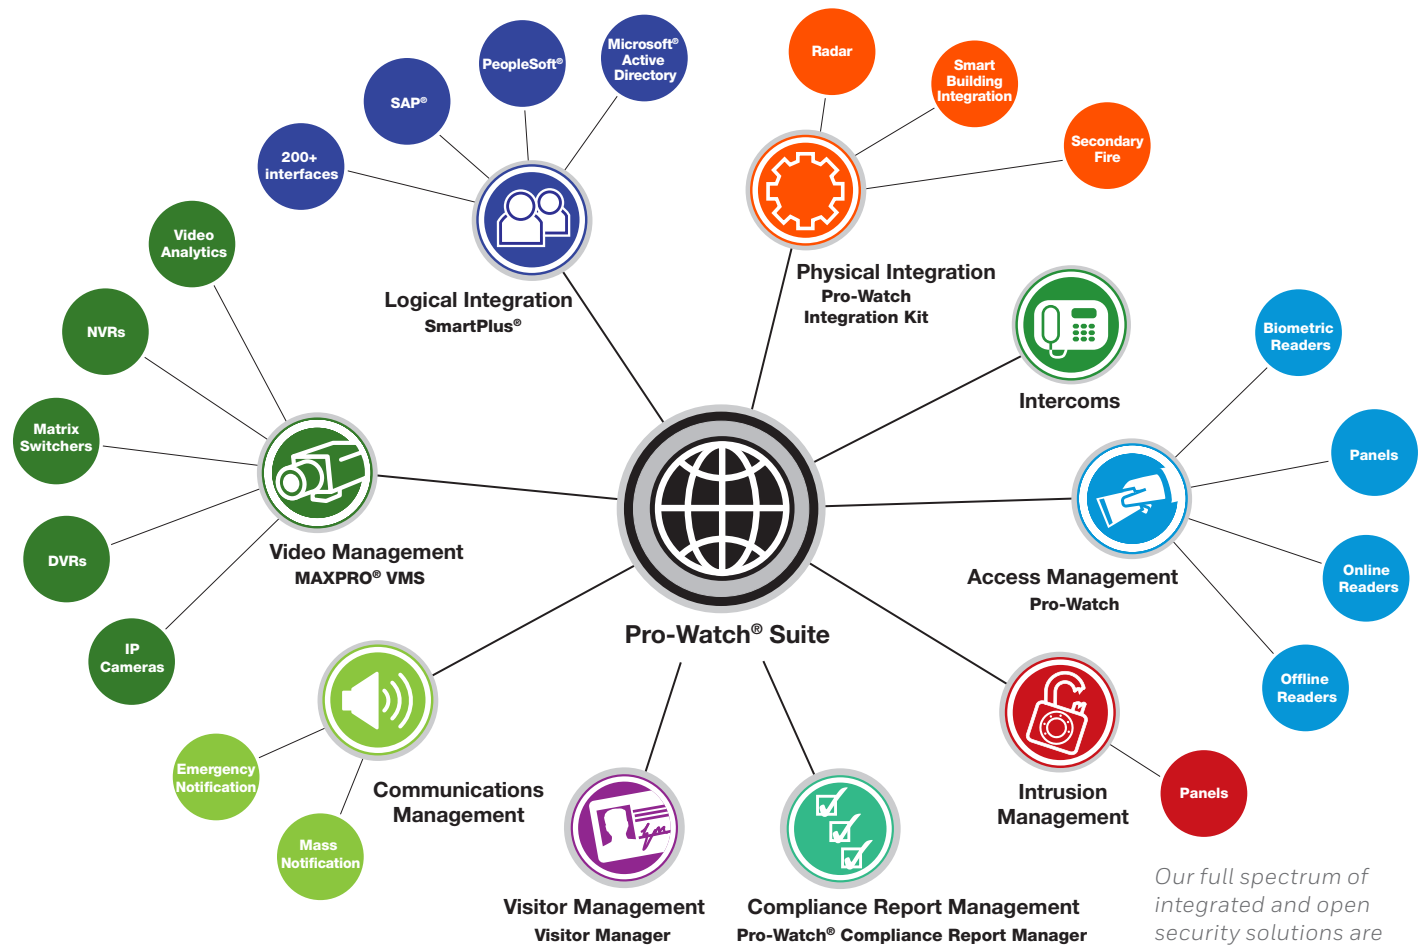 Microsoft®
Active
Directory
PeopleSoft®
SAP®
200+
interfaces
Logical Integration
SmartPlus®
Radar
Smart
Building
Integration
Secondary
Fire
Physical Integration
Pro-Watch
Integration Kit
Intercoms
Biometric
Readers
Panels
Online
Readers
Offline
Readers
Access Management
Pro-Watch
Video
Analytics
NVRs
Matrix
Switchers
DVRs
IP
Cameras
Video Management
MAXPRO® VMS
Pro-Watch® Suite
Emergency
Notification
Mass
Notification
Communications
Management
Visitor Management
Visitor Manager
Compliance Report Management
Pro-Watch® Compliance Report Manager
Intrusion
Management
Panels
Our full spectrum of
integrated and open
security solutions are